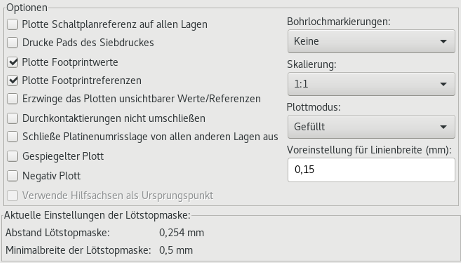 Optionen
Plotte Schaltplanreferenz auf allen Lagen
Drucke Pads des Siebdruckes
Plotte Footprintwerte
Plotte Footprintreferenzen
Erzwinge das Plotten unsichtbarer Werte/Referenzen
Durchkontaktierungen nicht umschließen
Schließe Platinenumrisslage von allen anderen Lagen aus
Gespiegelter Plott
Negativ Plott
Verwende Hilfsachsen als Ursprungspunkt
Bohrlochmarkierungen:
Keine
Skalierung:
1:1
Plottmodus:
Gefüllt
Voreinstellung für Linienbreite (mm):
0,15
Aktuelle Einstellungen der Lötstopmaske:
Abstand Lötstopmaske: 0,254 mm
Minimalbreite der Lötstopmaske: 0,5 mm